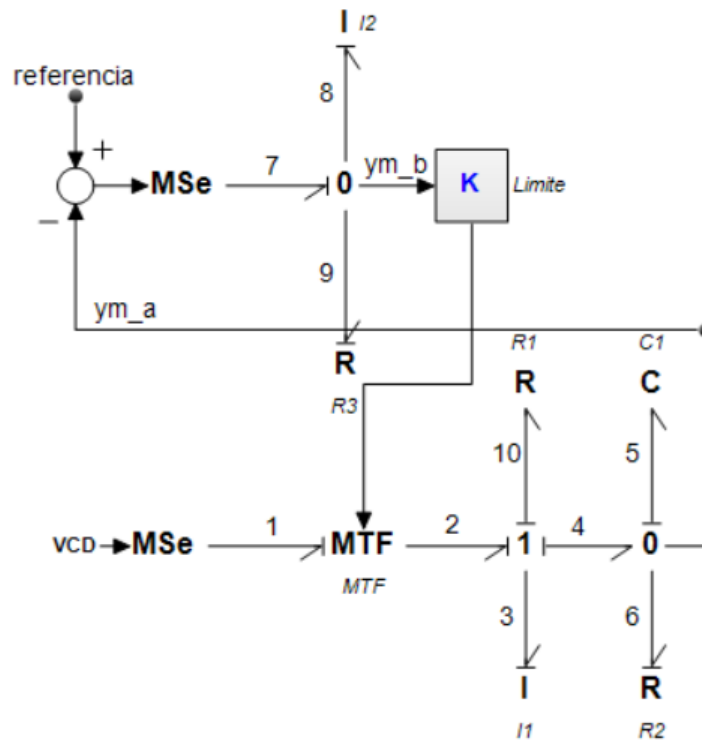 I I2
referencia
8
+
7
ym_b
MSe
0
K
Limite
−
9
ym_a
R
R3
R1
C1
R
C
10
5
1
2
4
VCD
MSe
MTF
1
0
MTF
3
6
I
R
I1
R2